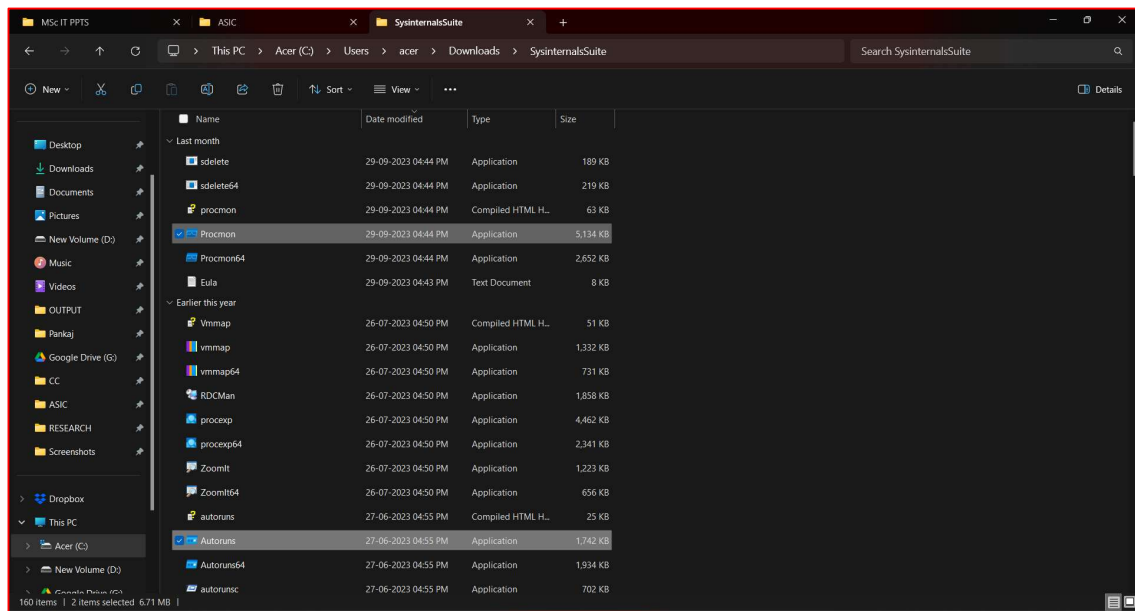 MSc IT PPTS
ASIC
SysinternalsSuite
This PC > Acer (C:) > Users > acer > Downloads > SysinternalsSuite
Search SysinternalsSuite
New
Sort
View
Details
Desktop
Downloads
Documents
Pictures
New Volume (D:)
Music
Videos
OUTPUT
Pankaj
Google Drive (G:)
CC
ASIC
RESEARCH
Screenshots
Dropbox
This PC
Acer (C:)
New Volume (D:)
Google Drive (G:)
Name Date modified Type Size
Last month
sdelete 29-09-2023 04:44 PM Application 189 KB
sdelete64 29-09-2023 04:44 PM Application 219 KB
procmon 29-09-2023 04:44 PM Compiled HTML H... 63 KB
Procmon 29-09-2023 04:44 PM Application 5,134 KB
Procmon64 29-09-2023 04:44 PM Application 2,652 KB
Eula 29-09-2023 04:43 PM Text Document 8 KB
Earlier this year
Vmmap 26-07-2023 04:50 PM Compiled HTML H... 51 KB
vmmap 26-07-2023 04:50 PM Application 1,332 KB
vmmap64 26-07-2023 04:50 PM Application 731 KB
RDCMan 26-07-2023 04:50 PM Application 1,858 KB
procexp 26-07-2023 04:50 PM Application 4,462 KB
procexp64 26-07-2023 04:50 PM Application 2,341 KB
ZoomIt 26-07-2023 04:50 PM Application 1,223 KB
ZoomIt64 26-07-2023 04:50 PM Application 656 KB
autoruns 27-06-2023 04:55 PM Compiled HTML H... 25 KB
Autoruns 27-06-2023 04:55 PM Application 1,742 KB
Autoruns64 27-06-2023 04:55 PM Application 1,934 KB
autorunsc 27-06-2023 04:55 PM Application 702 KB
160 items | 2 items selected 6.71 MB |